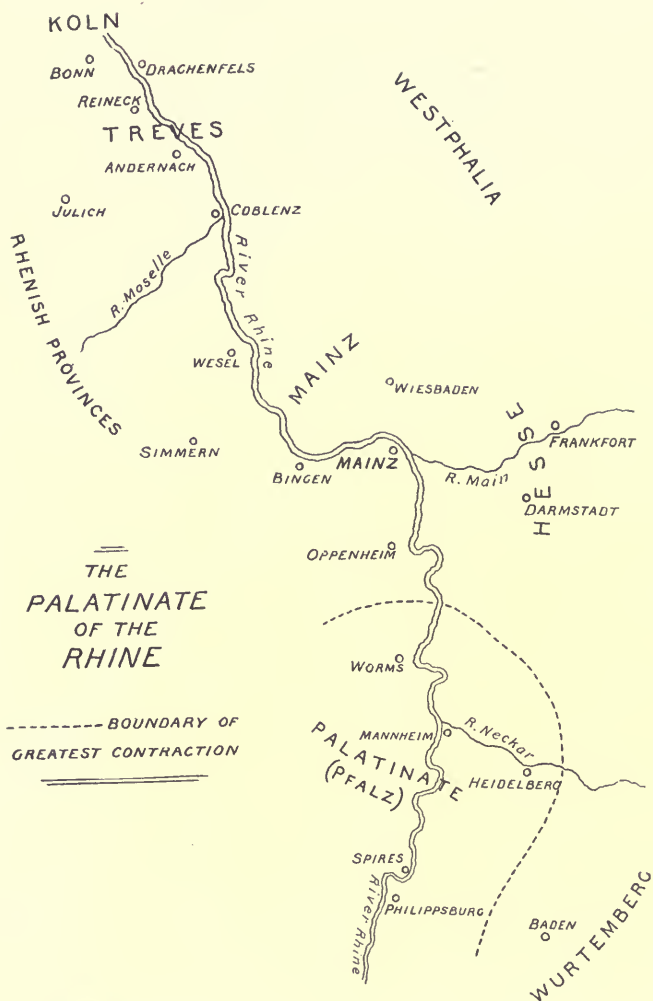 KOLN
BONN
DRACHENFELS
REINECK
TREVES
ANDERNACH
WESTPHALIA
JULICH
COBLENZ
RHENISH PROVINCES
R. Moselle
River Rhine
WESEL
MAINZ
WIESBADEN
HESSE
FRANKFORT
SIMMERN
BINGEN
MAINZ
R. Main
DARMSTADT
OPPENHEIM
THE
PALATINATE
OF THE
RHINE
WORMS
BOUNDARY OF
GREATEST CONTRACTION
MANNHEIM
R. Neckar
PALATINATE
(PFALZ)
HEIDELBERG
SPIRES
River Rhine
PHILIPPSBURG
BADEN
WURTEMBERG